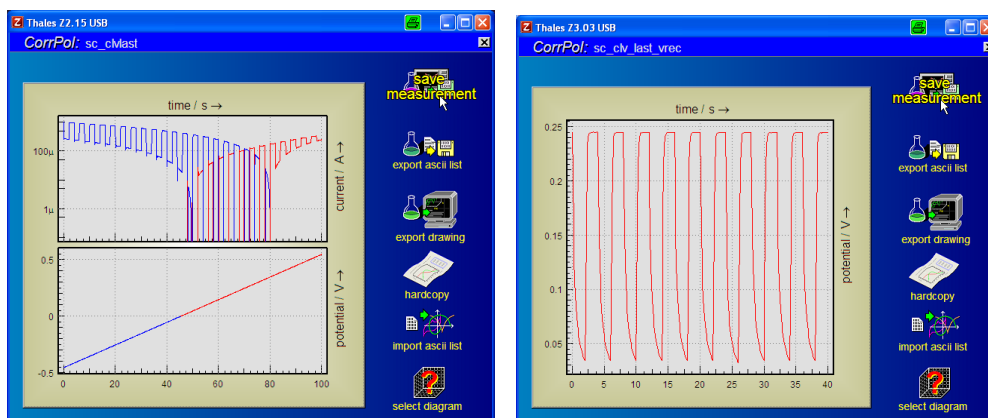 Thales Z2.15 USB
CorrPol: sc_clvlast
save
measurement
time / s →
100μ
1μ
current / A →
0.5
0
-0.5
potential / V →
0 20 40 60 80 100
export ascii list
export drawing
hardcopy
import ascii list
select diagram
Thales Z3.03 USB
CorrPol: sc_clv_last_vrec
save
measurement
time / s →
0.25
0.2
0.15
0.1
0.05
potential / V →
0 5 10 15 20 25 30 35 40
export ascii list
export drawing
hardcopy
import ascii list
select diagram